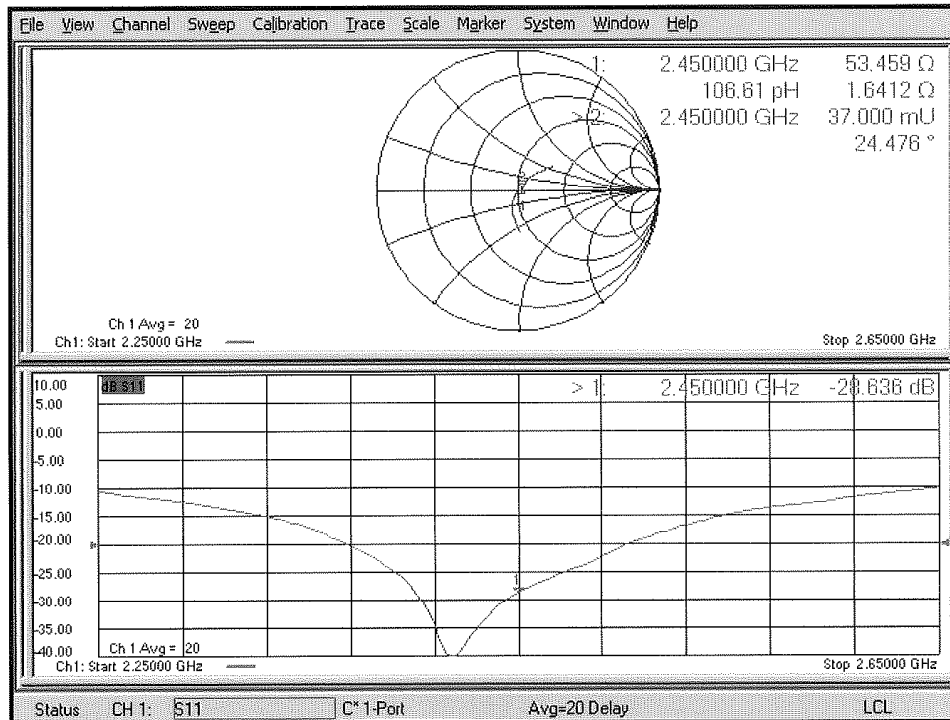 File View Channel Sweep Calibration Trace Scale Marker System Window Help
1: 2.450000 GHz 53.459 Ω
106.61 pH 1.6412 Ω
> 2: 2.450000 GHz 37.000 mU
24.476 °
Ch 1 Avg = 20
Ch1: Start 2.25000 GHz Stop 2.65000 GHz
10.00 dB S11 > 1: 2.450000 GHz -28.636 dB
5.00
0.00
-5.00
-10.00
-15.00
-20.00
-25.00
1
-30.00
-35.00
-40.00 Ch 1 Avg = 20
Ch1: Start 2.25000 GHz Stop 2.65000 GHz
Status CH 1: S11 C* 1-Port Avg=20 Delay LCL